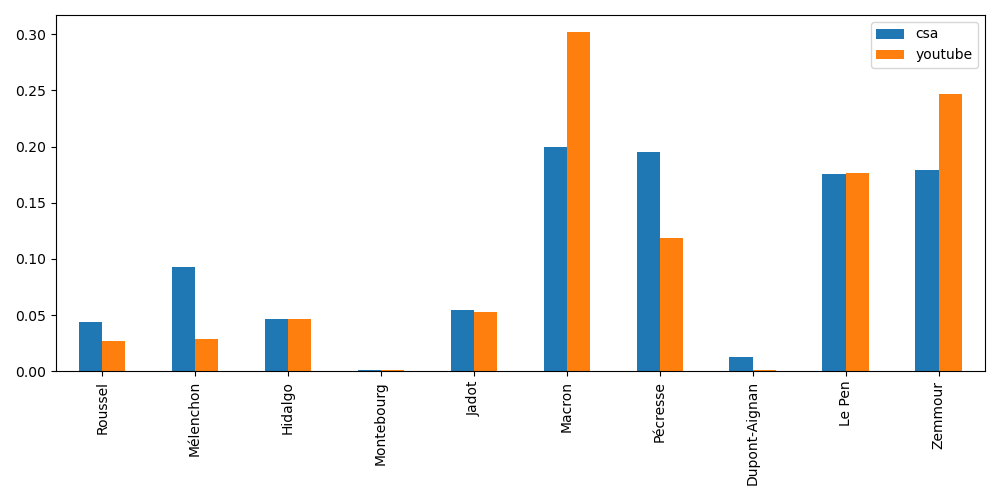 0.30
0.25
0.20
0.15
0.10
0.05
0.00
csa
youtube
Roussel
Mélenchon
Hidalgo
Montebourg
Jadot
Macron
Pécresse
Dupont-Aignan
Le Pen
Zemmour